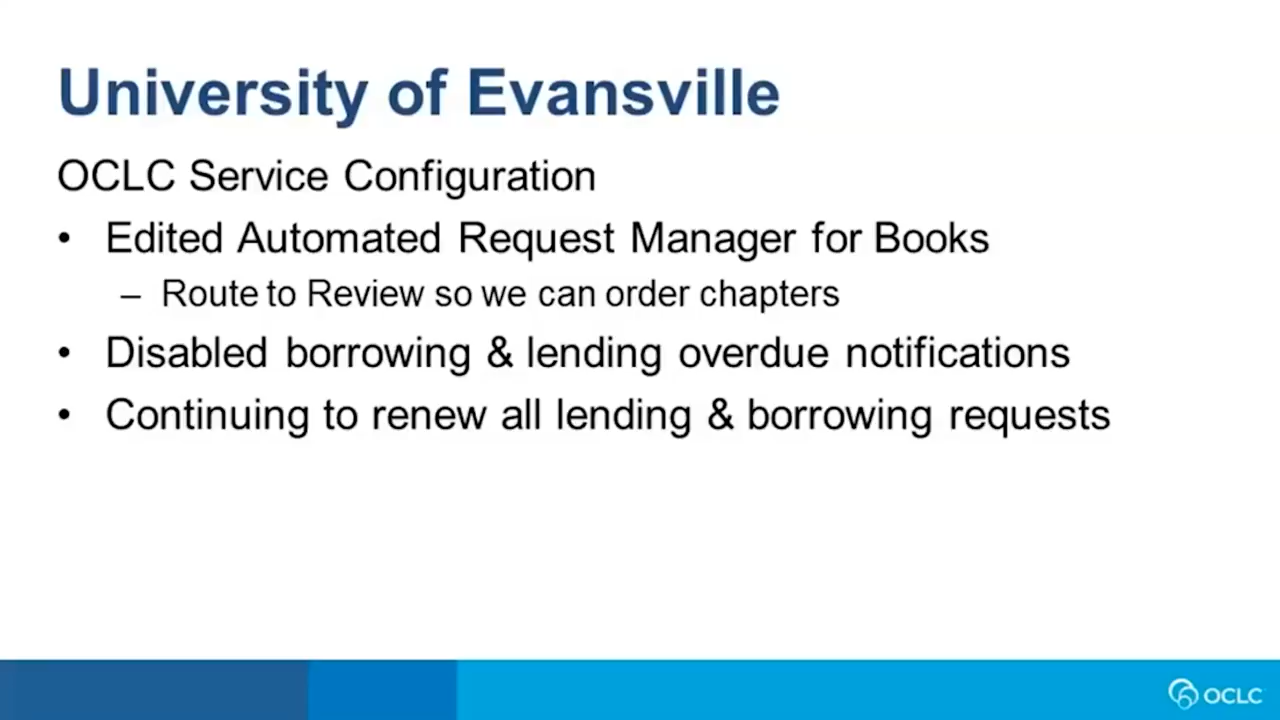 University of Evansville
OCLC Service Configuration
• Edited Automated Request Manager for Books
– Route to Review so we can order chapters
• Disabled borrowing & lending overdue notifications
• Continuing to renew all lending & borrowing requests
OCLC